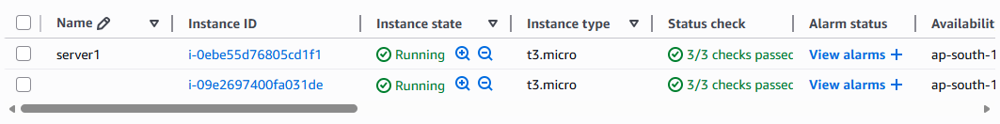 Name Instance ID Instance state Instance type Status check Alarm status Availabilit
server1 i-0ebe55d76805cd1f1 Running t3.micro 3/3 checks passec View alarms + ap-south-1
i-09e2697400fa031de Running t3.micro 3/3 checks passec View alarms + ap-south-1